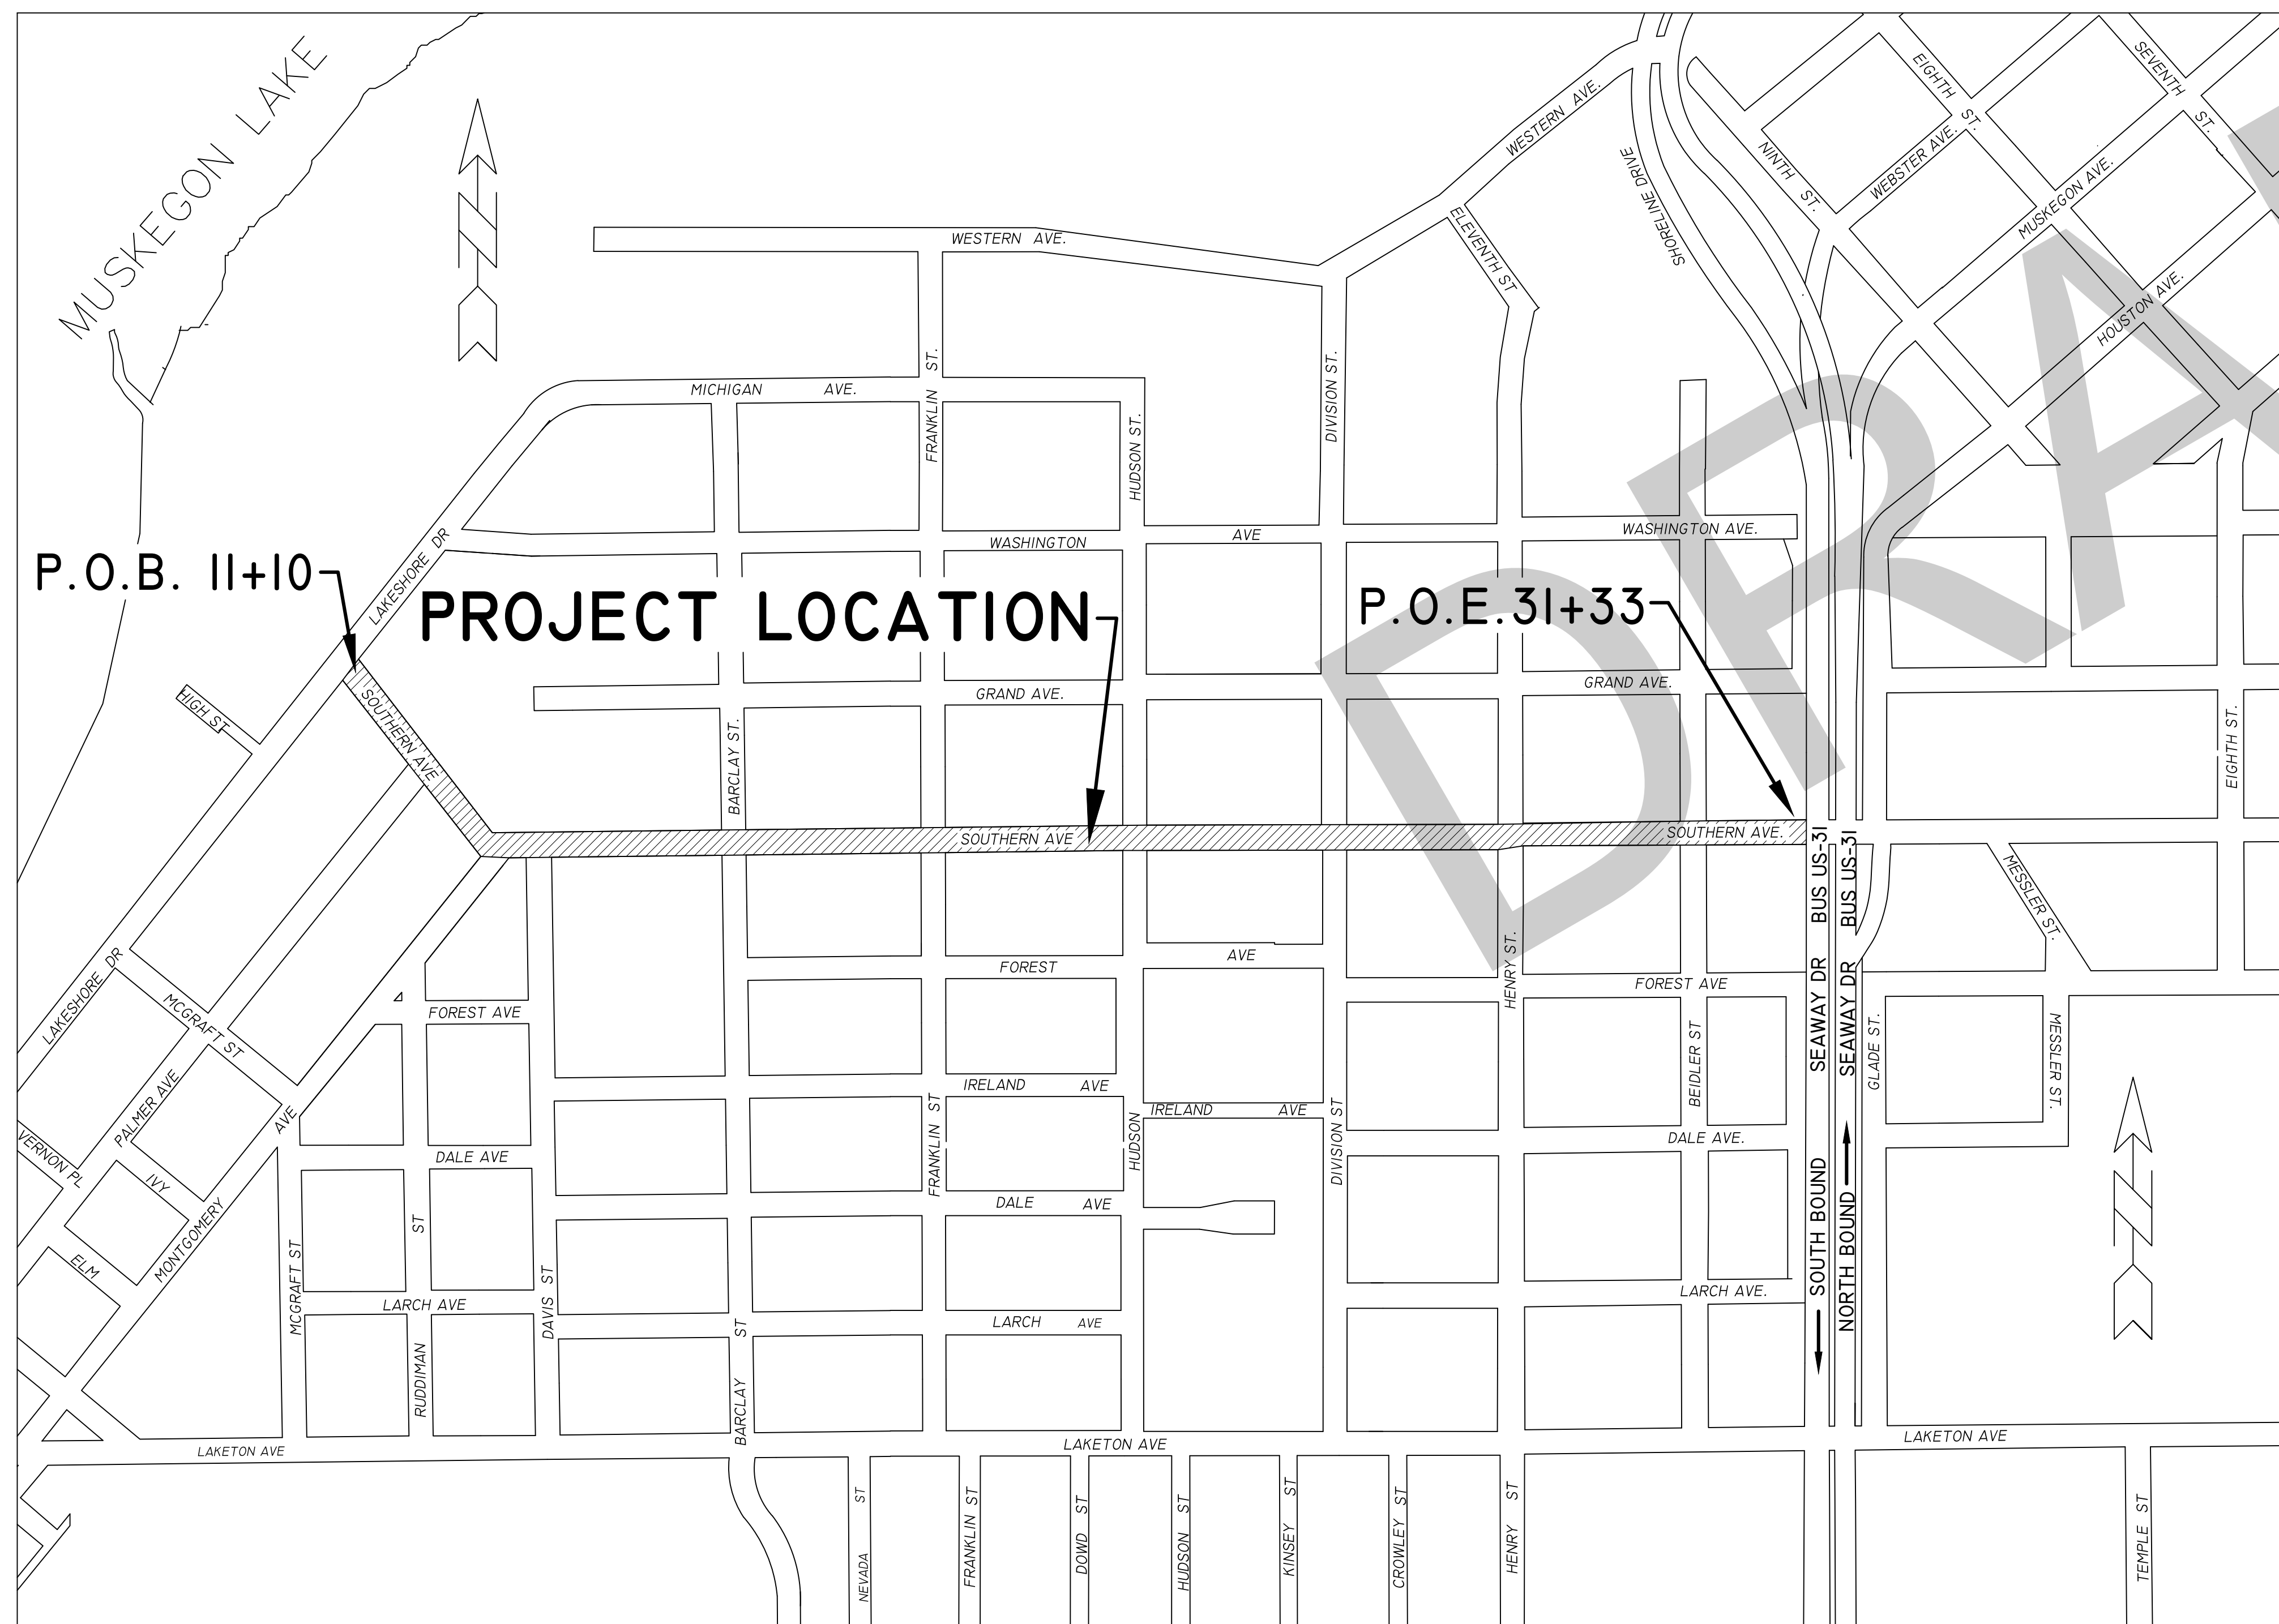 MUSKEGON LAKE
N
WESTERN AVE.
SHORELINE DRIVE
EIGHTH ST.
SEVENTH ST.
NINTH ST.
WEBSTER AVE.
MUSKEGON AVE.
HOUSTON AVE.
WESTERN AVE.
ELEVENTH ST
MICHIGAN AVE.
FRANKLIN ST.
HUDSON ST.
DIVISION ST.
LAKESHORE DR
WASHINGTON AVE
WASHINGTON AVE.
P.O.B. 11+10
PROJECT LOCATION
P.O.E. 31+33
DRA
HIGH ST
SOUTHERN AVE
GRAND AVE.
GRAND AVE.
BARCLAY ST.
EIGHTH ST.
SOUTHERN AVE
SOUTHERN AVE.
SEAWAY DR BUS US-31
SEAWAY DR BUS US-31
MESSLER ST.
LAKESHORE DR
MCGRAFT ST
FOREST AVE
FOREST AVE
HENRY ST.
FOREST AVE
BEIDLER ST
GLADE ST.
MESSLER ST.
PALMER AVE
IRELAND AVE
IRELAND AVE
VERNON PL
IVY
MONTGOMERY AVE
DALE AVE
FRANKLIN ST
HUDSON
DIVISION ST
DALE AVE.
DALE AVE
N
ELM
MCGRAFT ST
RUDDIMAN ST
DAVIS ST
SOUTH BOUND
NORTH BOUND
LARCH AVE
LARCH AVE
LARCH AVE.
BARCLAY ST
LAKETON AVE
LAKETON AVE
LAKETON AVE
NEVADA ST
FRANKLIN ST
DOWD ST
HUDSON ST
KINSEY ST
CROWLEY ST
HENRY ST
TEMPLE ST